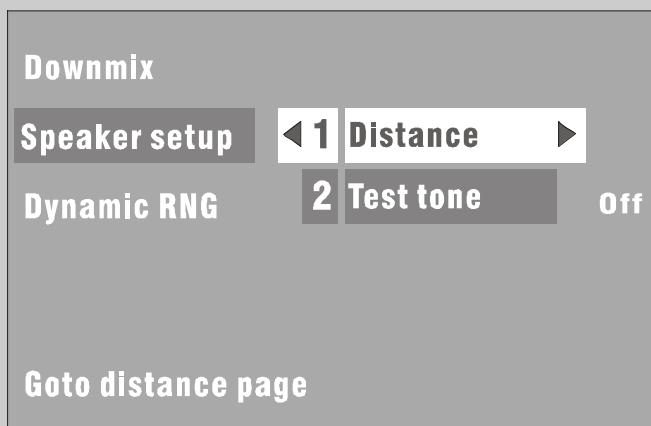 Downmix
Speaker setup 1 Distance
Dynamic RNG 2 Test tone Off
Goto distance page